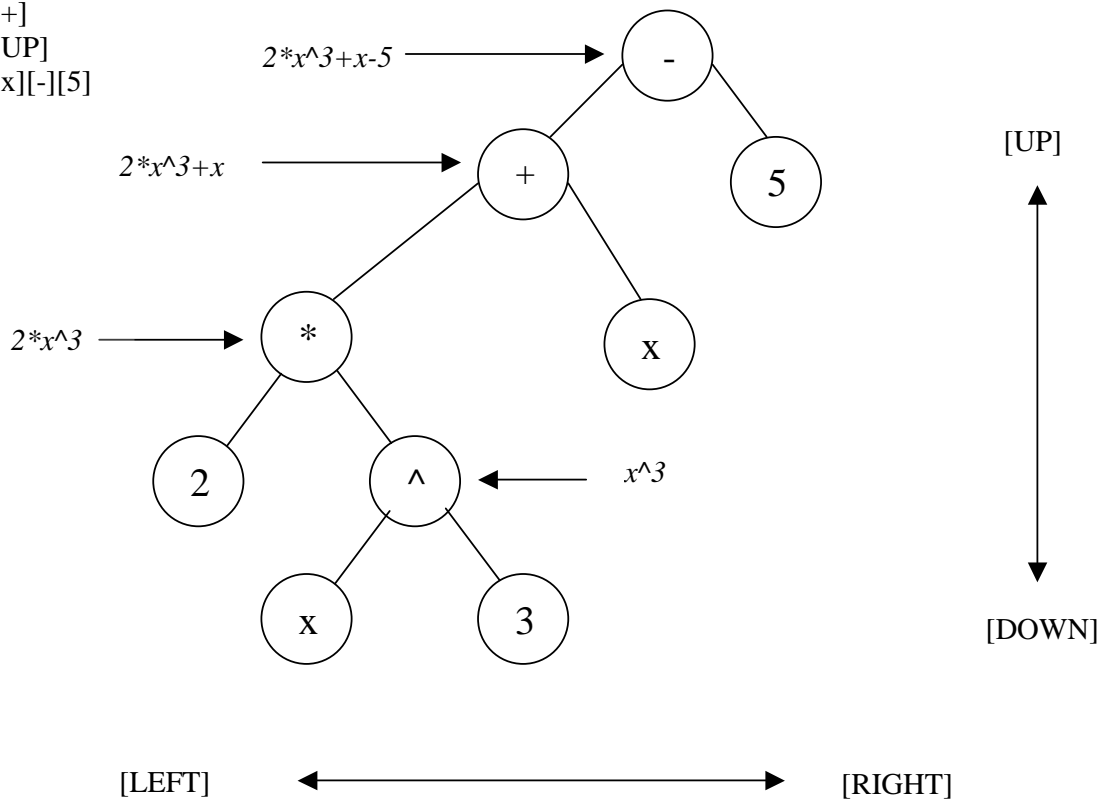 +]
UP]
x][-][5]
2*x^3+x-5
-
[UP]
2*x^3+x
+
5
2*x^3
*
x
2
^
x^3
x
3
[DOWN]
[LEFT]
[RIGHT]